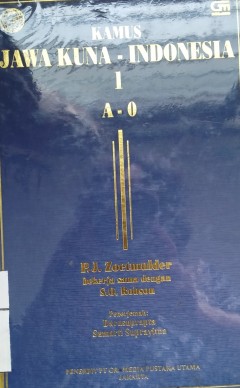 GM
KAMUS
JAWA KUNA - INDONESIA
1
A - O
P.J. Zoetmulder
bekerja sama dengan
S.O. Robson
Penerjemah:
Darusuprapta
Sumarti Suprayitna
PENERBIT PT GRAMEDIA PUSTAKA UTAMA
JAKARTA